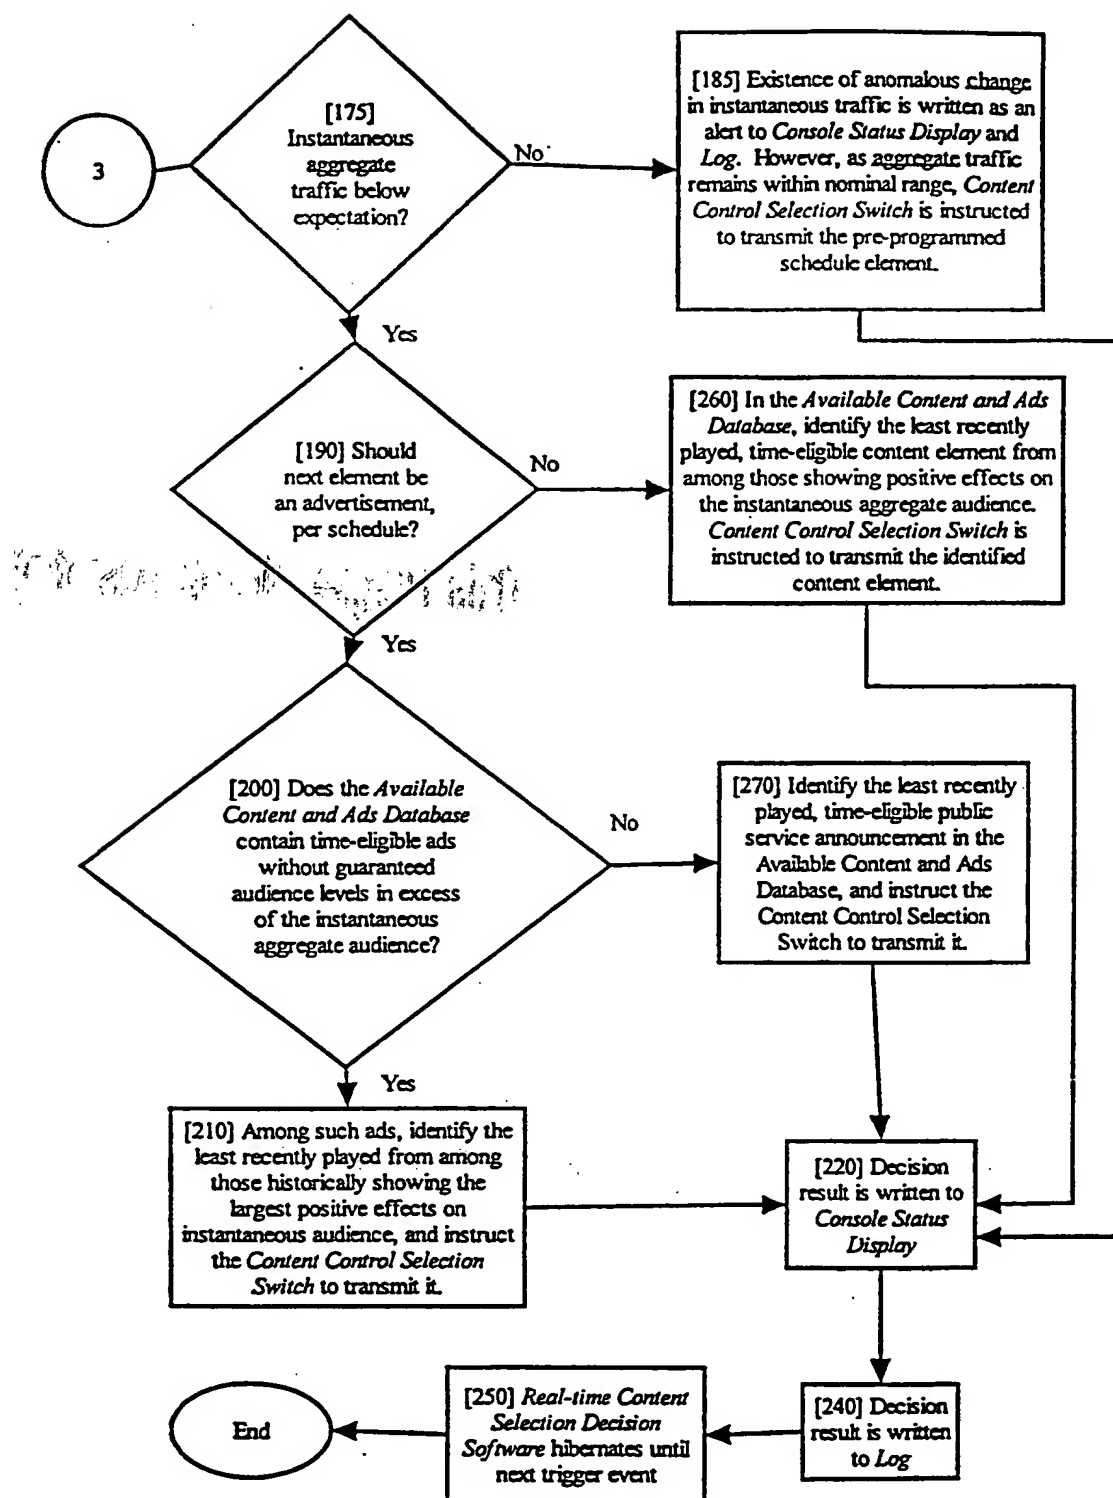 3
[175]
Instantaneous
aggregate
traffic below
expectation?
No
[185] Existence of anomalous change
in instantaneous traffic is written as an
alert to Console Status Display and
Log. However, as aggregate traffic
remains within nominal range, Content
Control Selection Switch is instructed
to transmit the pre-programmed
schedule element.
Yes
[190] Should
next element be
an advertisement,
per schedule?
No
[260] In the Available Content and Ads
Database, identify the least recently
played, time-eligible content element from
among those showing positive effects on
the instantaneous aggregate audience.
Content Control Selection Switch is
instructed to transmit the identified
content element.
Yes
[200] Does the Available
Content and Ads Database
contain time-eligible ads
without guaranteed
audience levels in excess
of the instantaneous
aggregate audience?
No
[270] Identify the least recently
played, time-eligible public
service announcement in the
Available Content and Ads
Database, and instruct the
Content Control Selection
Switch to transmit it.
Yes
[210] Among such ads, identify the
least recently played from among
those historically showing the
largest positive effects on
instantaneous audience, and instruct
the Content Control Selection
Switch to transmit it.
[220] Decision
result is written to
Console Status
Display
[240] Decision
result is written
to Log
[250] Real-time Content
Selection Decision
Software hibernates until
next trigger event
End